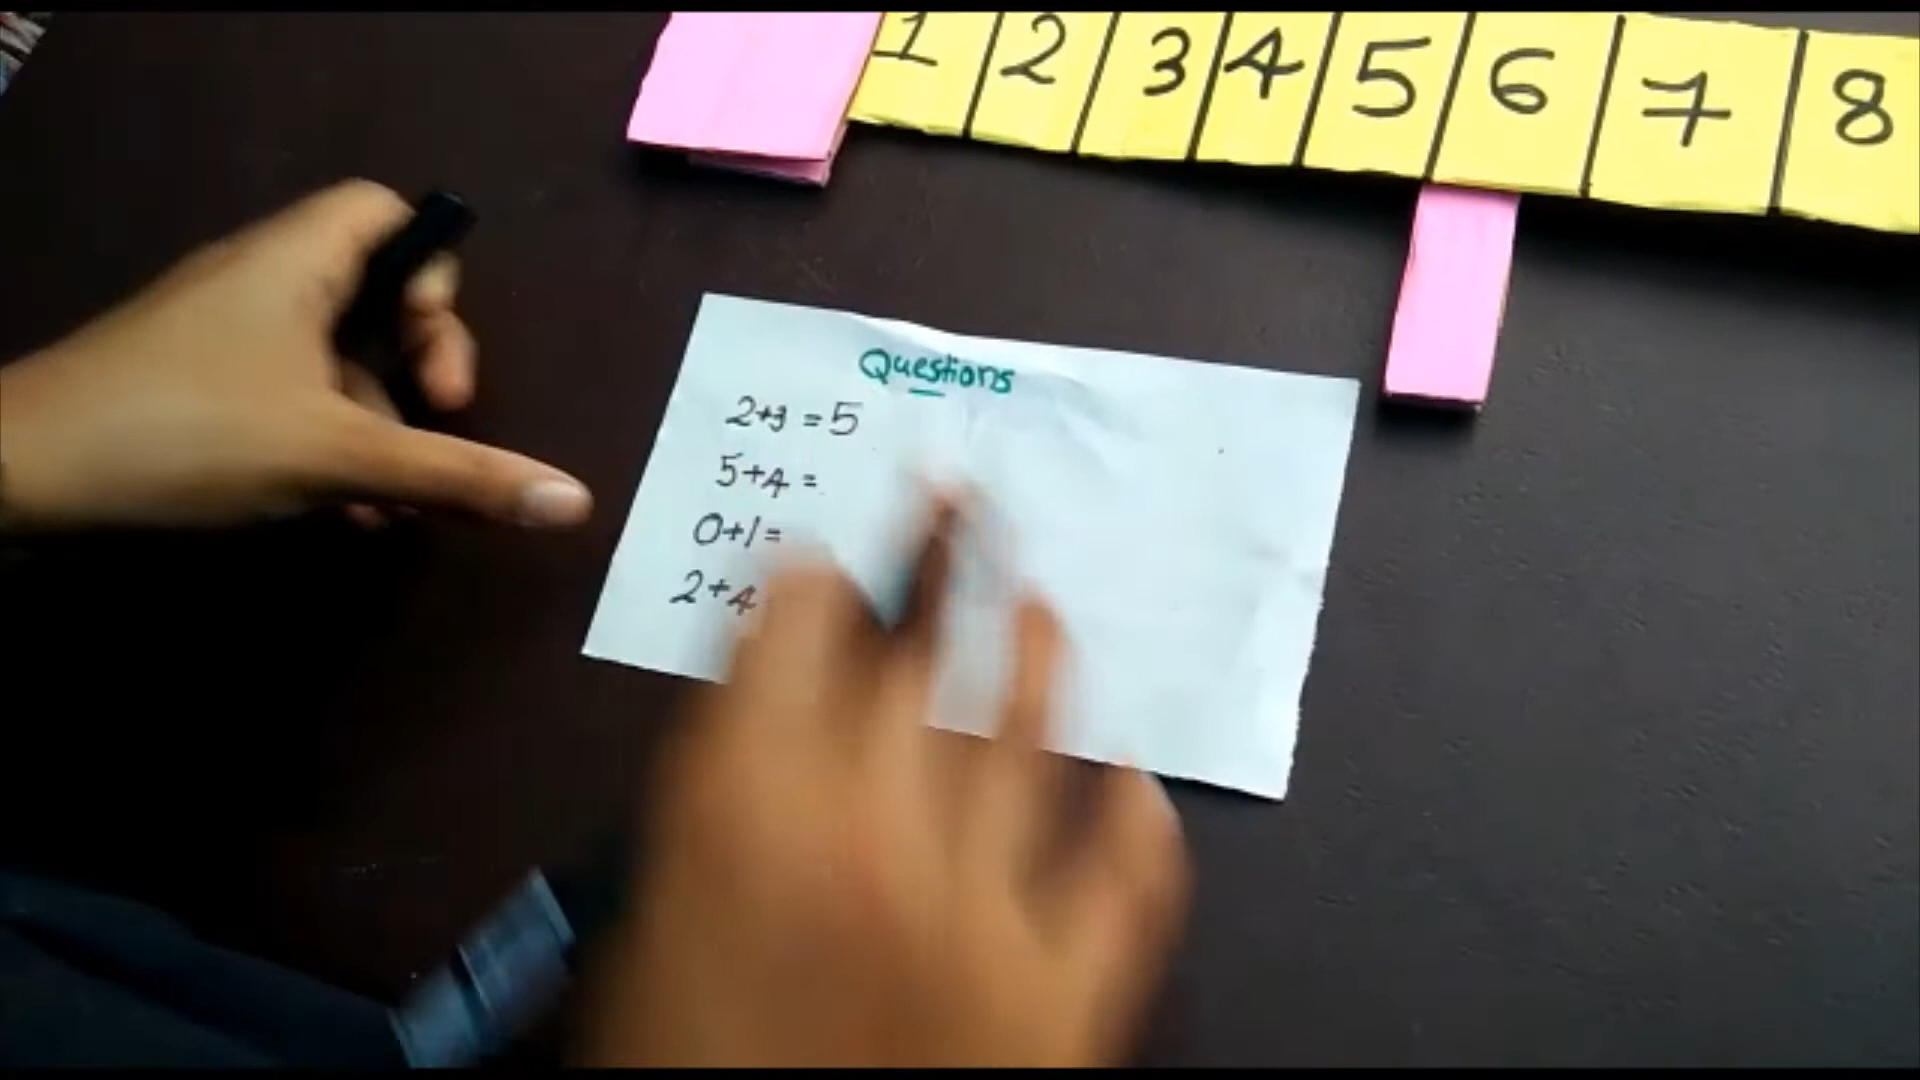 1 2 3 4 5 6 7 8
Questions
2+3 = 5
5+4 =
0+1 =
2+4